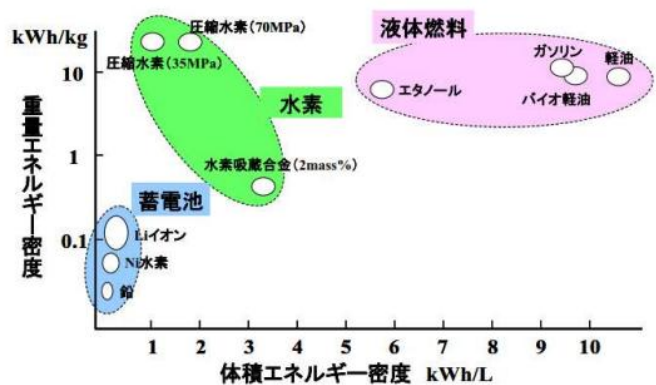 kWh/kg
10
1
0.1
重量エネルギー密度
圧縮水素(70MPa)
圧縮水素(35MPa)
水素
水素吸蔵合金(2mass%)
蓄電池
Liイオン
Ni水素
鉛
液体燃料
ガソリン
軽油
エタノール
バイオ軽油
1 2 3 4 5 6 7 8 9 10
体積エネルギー密度 kWh/L